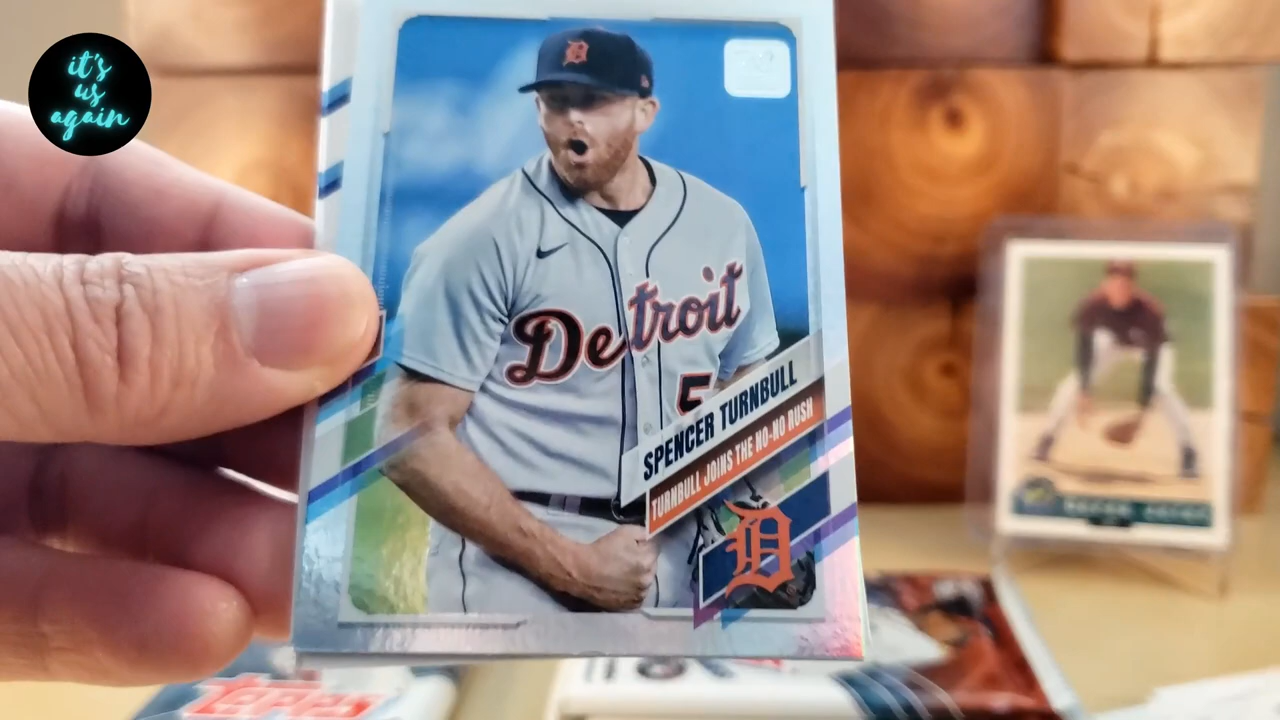 it's
us
again
D
Detroit
5
SPENCER TURNBULL
TURNBULL JOINS THE NO-NO RUSH
D
Topps